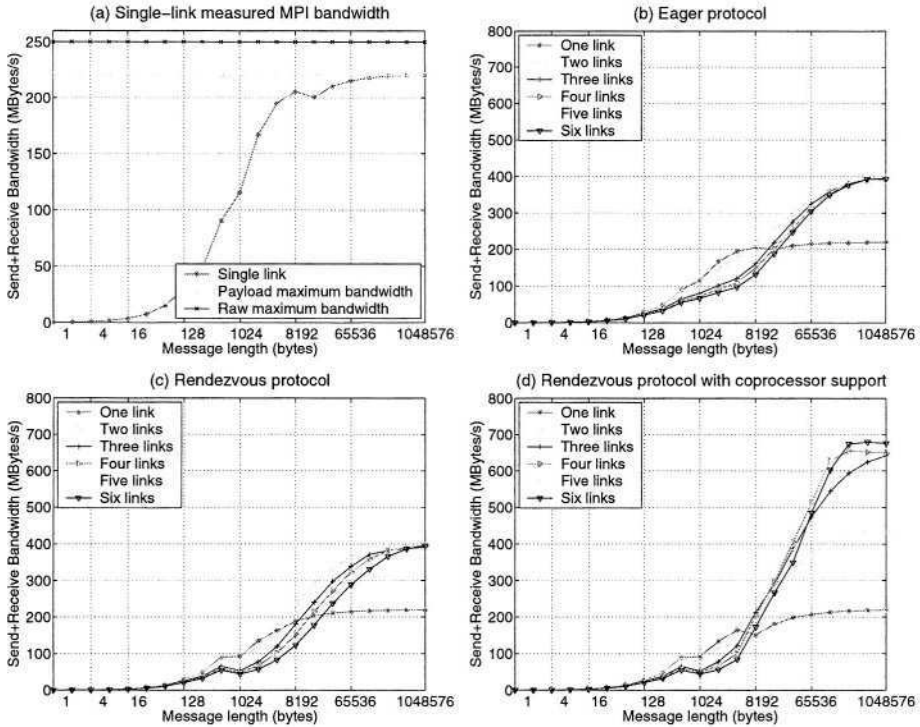 (a) Single-link measured MPI bandwidth
Send+Receive Bandwidth (MBytes/s)
250
200
150
100
50
0
Single link
Payload maximum bandwidth
Raw maximum bandwidth
1 4 16 128 1024 8192 65536 1048576
Message length (bytes)
(b) Eager protocol
Send+Receive Bandwidth (MBytes/s)
800
700
600
500
400
300
200
100
0
One link
Two links
Three links
Four links
Five links
Six links
1 4 16 128 1024 8192 65536 1048576
Message length (bytes)
(c) Rendezvous protocol
Send+Receive Bandwidth (MBytes/s)
800
700
600
500
400
300
200
100
0
One link
Two links
Three links
Four links
Five links
Six links
1 4 16 128 1024 8192 65536 1048576
Message length (bytes)
(d) Rendezvous protocol with coprocessor support
Send+Receive Bandwidth (MBytes/s)
800
700
600
500
400
300
200
100
0
One link
Two links
Three links
Four links
Five links
Six links
1 4 16 128 1024 8192 65536 1048576
Message length (bytes)